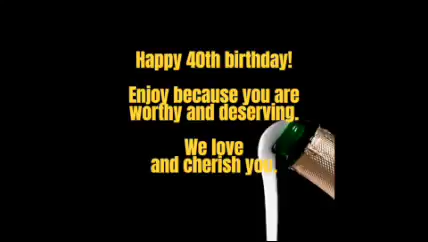 Happy 40th birthday!
Enjoy because you are
worthy and deserving.
We love
and cherish you.